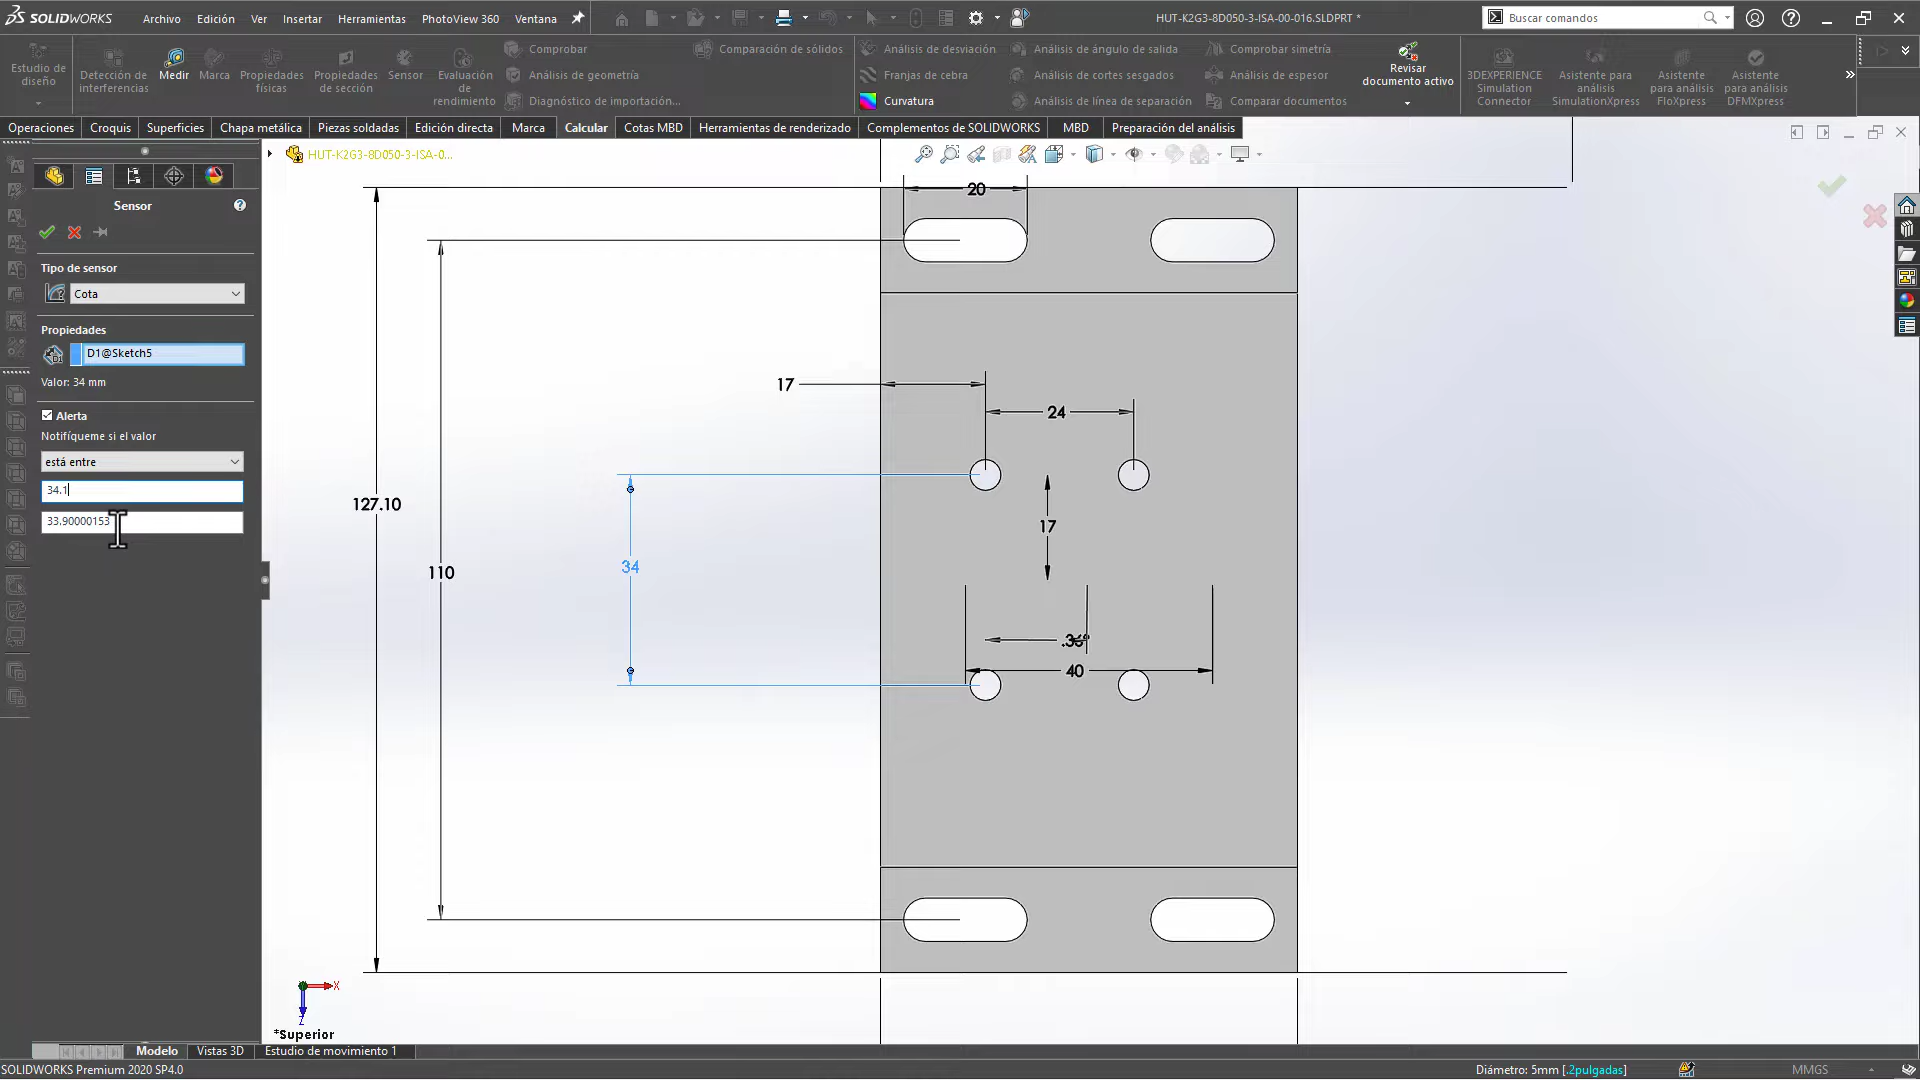 SOLIDWORKS
Archivo
Edición
Ver
Insertar
Herramientas
PhotoView 360
Ventana
HUT-K2G3-8D050-3-ISA-00-016.SLDPRT *
Buscar comandos
Estudio de diseño
Detección de interferencias
Medir
Marca
Propiedades físicas
Propiedades de sección
Sensor
Evaluación de rendimiento
Comprobar
Análisis de geometría
Diagnóstico de importación...
Comparación de sólidos
Análisis de desviación
Franjas de cebra
Curvatura
Análisis de ángulo de salida
Análisis de cortes sesgados
Análisis de línea de separación
Comprobar simetría
Análisis de espesor
Comparar documentos
Revisar documento activo
3DEXPERIENCE Simulation Connector
Asistente para análisis SimulationXpress
Asistente para análisis FloXpress
Asistente para análisis DFMXpress
Operaciones
Croquis
Superficies
Chapa metálica
Piezas soldadas
Edición directa
Marca
Calcular
Cotas MBD
Herramientas de renderizado
Complementos de SOLIDWORKS
MBD
Preparación del análisis
HUT-K2G3-8D050-3-ISA-0...
Sensor
Tipo de sensor
Cota
Propiedades
D1@Sketch5
Valor: 34 mm
Alerta
Notifíqueme si el valor
está entre
34.1
33.90000153
20
17
24
127.10
17
34
110
40
X
Z
*Superior
Modelo
Vistas 3D
Estudio de movimiento 1
SOLIDWORKS Premium 2020 SP4.0
Diámetro: 5mm [.2pulgadas]
MMGS